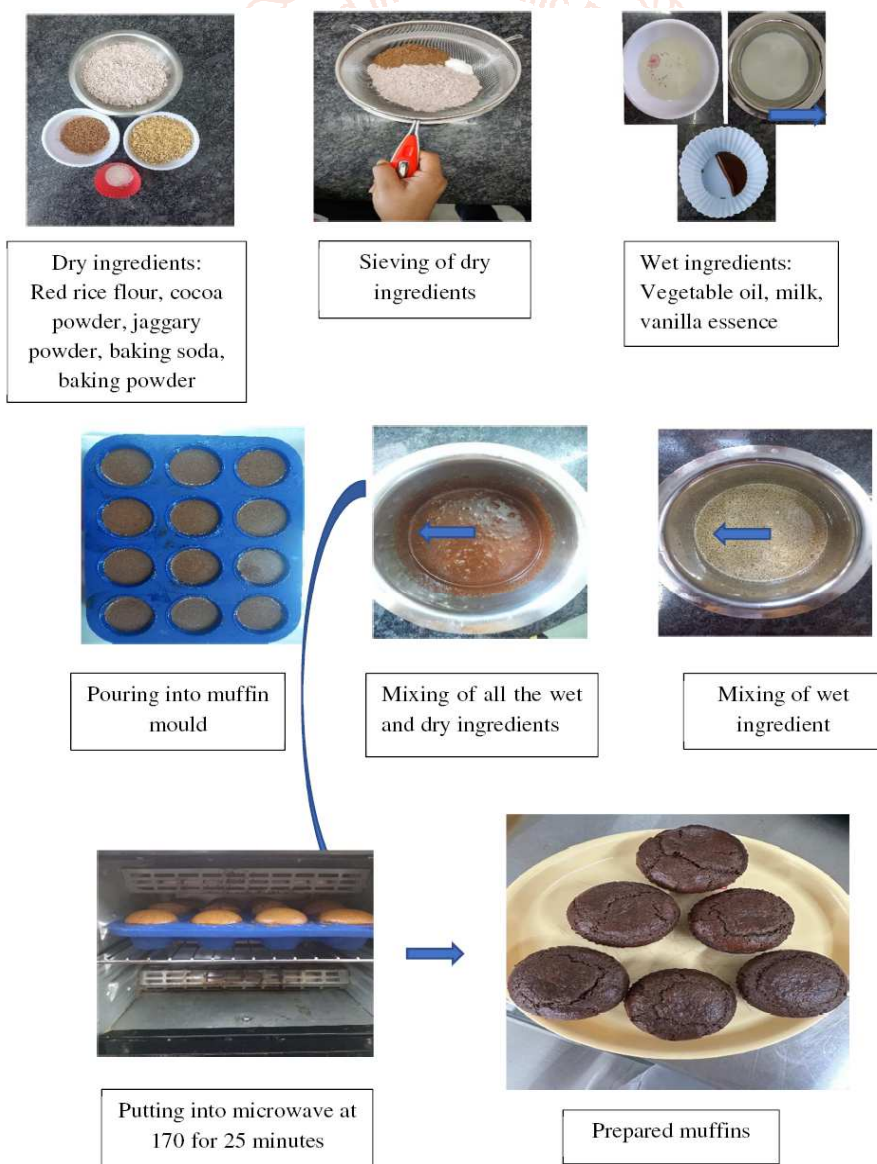 Dry ingredients:
Red rice flour, cocoa
powder, jaggary
powder, baking soda,
baking powder
Sieving of dry
ingredients
Wet ingredients:
Vegetable oil, milk,
vanilla essence
Pouring into muffin
mould
Mixing of all the wet
and dry ingredients
Mixing of wet
ingredient
Putting into microwave at
170 for 25 minutes
Prepared muffins